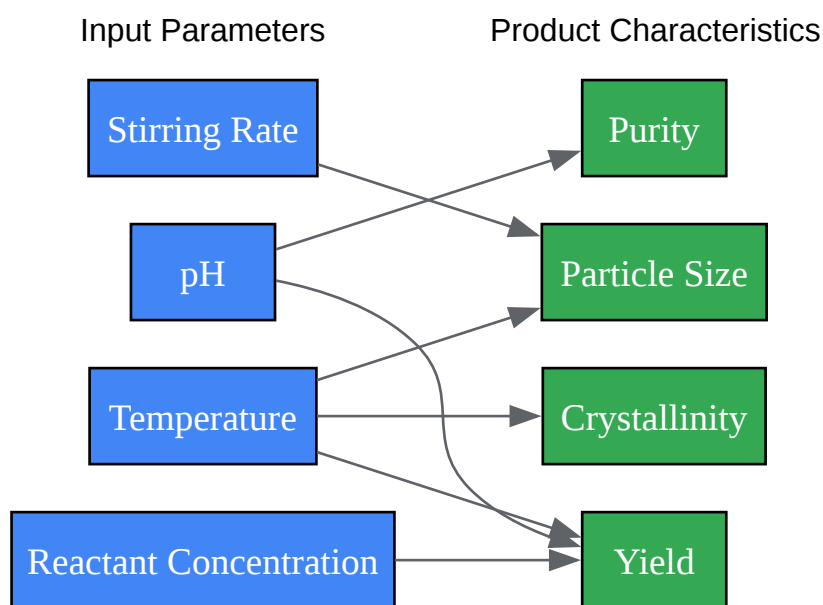 Input Parameters
Product Characteristics
Stirring Rate
Purity
pH
Particle Size
Temperature
Crystallinity
Reactant Concentration
Yield